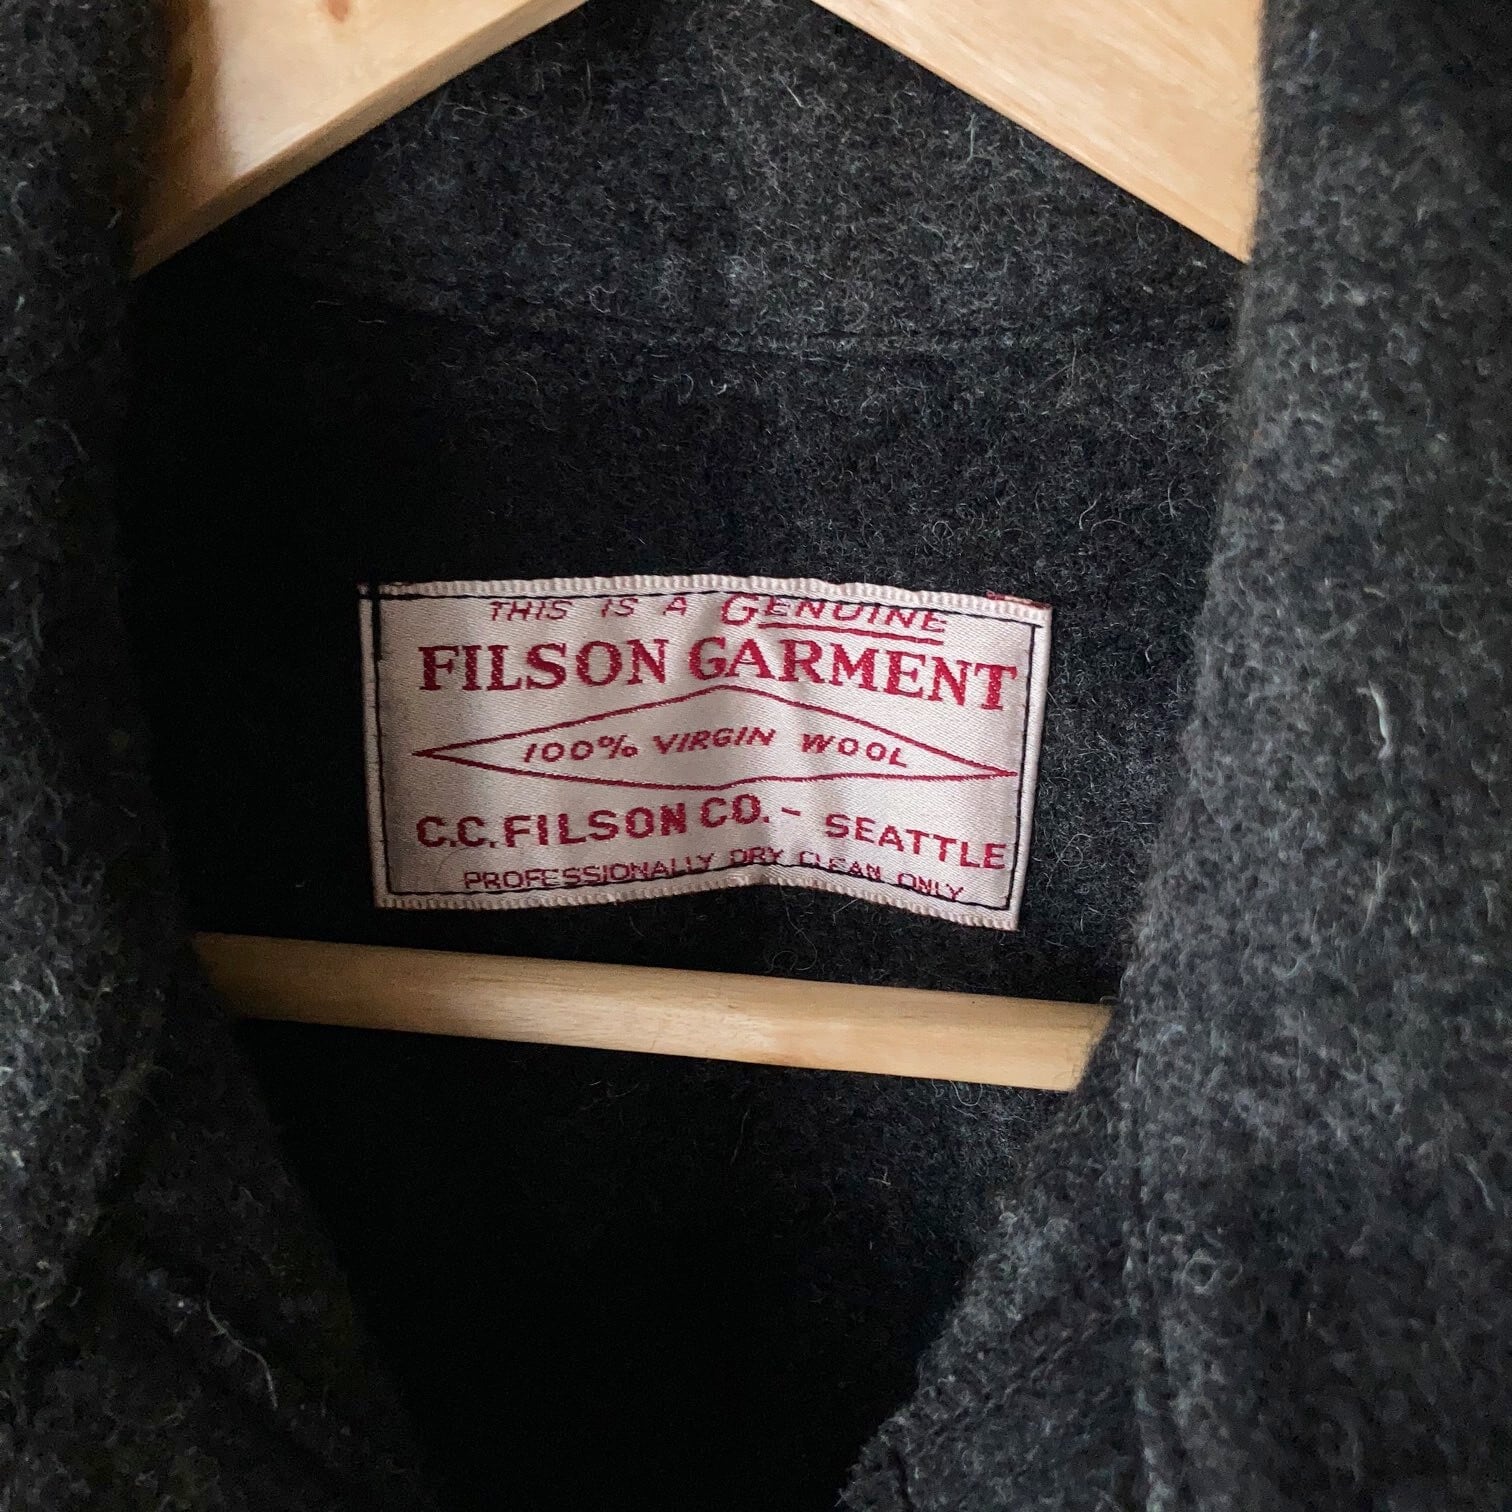 THIS IS A GENUINE
FILSON GARMENT
100% VIRGIN WOOL
C.C. FILSON CO. - SEATTLE
PROFESSIONALLY DRY CLEAN ONLY